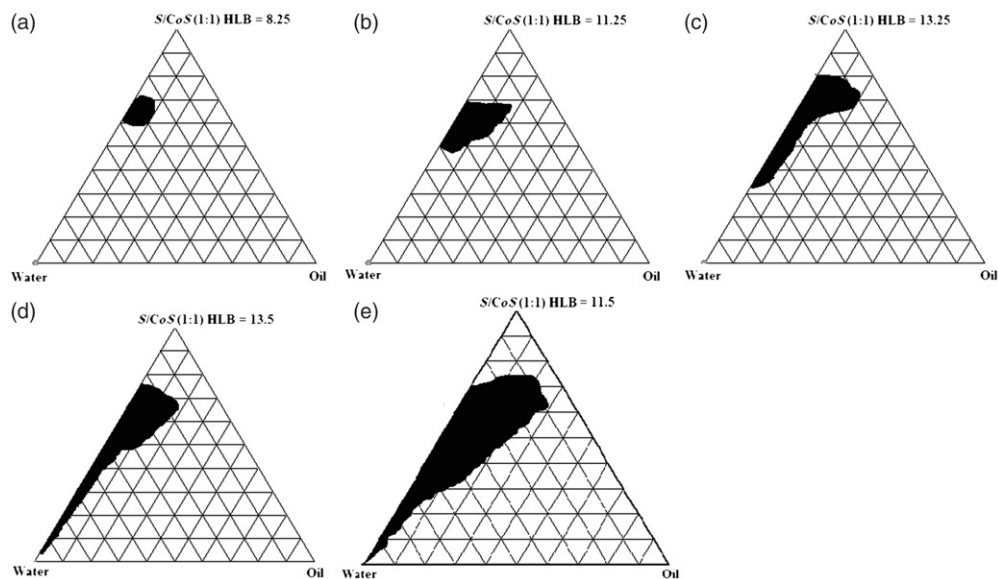 (a)
S/CoS (1:1) HLB = 8.25
(b)
S/CoS (1:1) HLB = 11.25
(c)
S/CoS (1:1) HLB = 13.25
Water
Oil
Water
Oil
Water
Oil
(d)
S/CoS (1:1) HLB = 13.5
(e)
S/CoS (1:1) HLB = 11.5
Water
Oil
Water
Oil